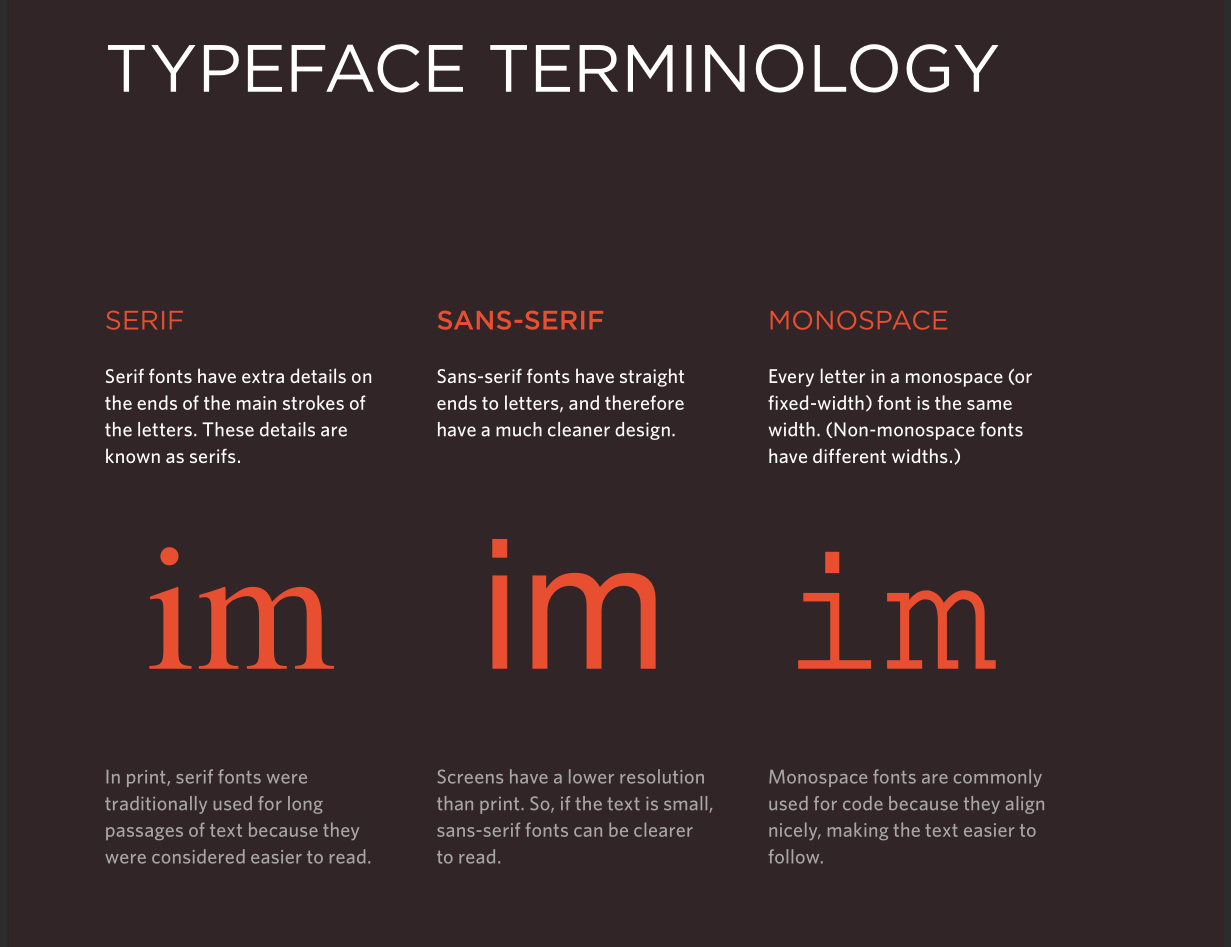 TYPEFACE TERMINOLOGY
SERIF
Serif fonts have extra details on
the ends of the main strokes of
the letters. These details are
known as serifs.
im
In print, serif fonts were
traditionally used for long
passages of text because they
were considered easier to read.
SANS-SERIF
Sans-serif fonts have straight
ends to letters, and therefore
have a much cleaner design.
im
Screens have a lower resolution
than print. So, if the text is small,
sans-serif fonts can be clearer
to read.
MONOSPACE
Every letter in a monospace (or
fixed-width) font is the same
width. (Non-monospace fonts
have different widths.)
im
Monospace fonts are commonly
used for code because they align
nicely, making the text easier to
follow.